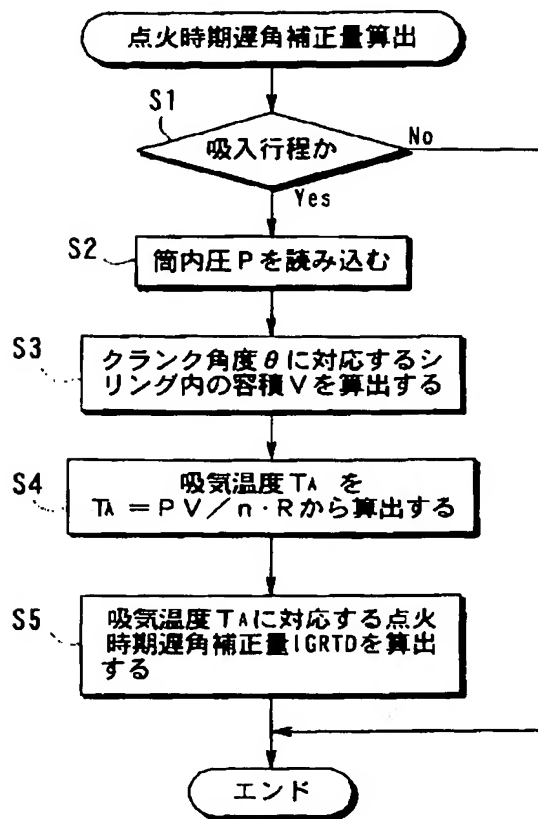 点火時期遅角補正量算出
S1
吸入行程か
No
Yes
S2
筒内圧Pを読み込む
S3
クランク角度θに対応するシ
リング内の容積Vを算出する
S4
吸気温度TAを
TA=PV/n·Rから算出する
S5
吸気温度TAに対応する点火
時期遅角補正量IGRTDを算出
する
エンド